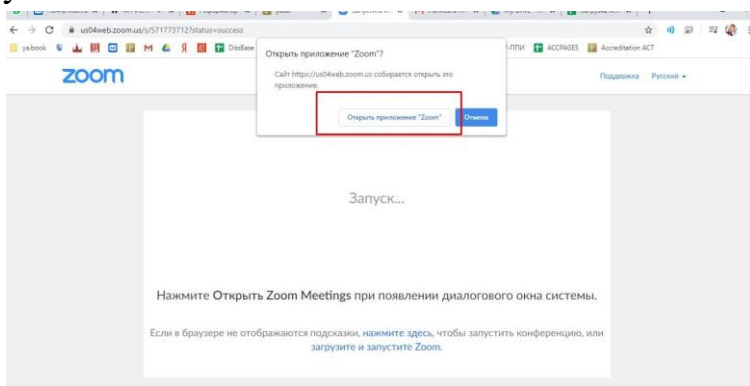 us04web.zoom.us/s/5717737127status=success
ya.book
DissBase
ACCPAGES
Accreditation ACT
Открыть приложение "Zoom"?
Сайт https://us04web.zoom.us собирается открыть это
приложение.
Открыть приложение "Zoom"
Отмена
zoom
Поддержка
Русский
Запуск...
Нажмите Открыть Zoom Meetings при появлении диалогового окна системы.
Если в браузере не отображаются подсказки, нажмите здесь, чтобы запустить конференцию, или
загрузите и запустите Zoom.